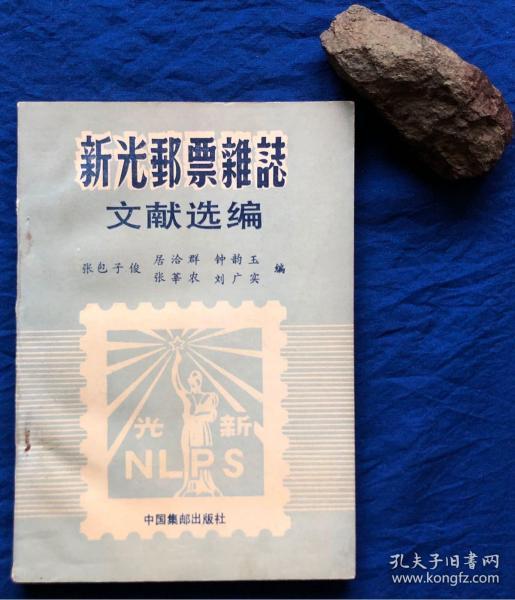 新光郵票雜誌
文献选编
张包子俊 居洽群 钟韵玉 编
张莘农 刘广实
光 新
NLPS
中国集邮出版社
孔夫子旧书网
www.kongfz.com